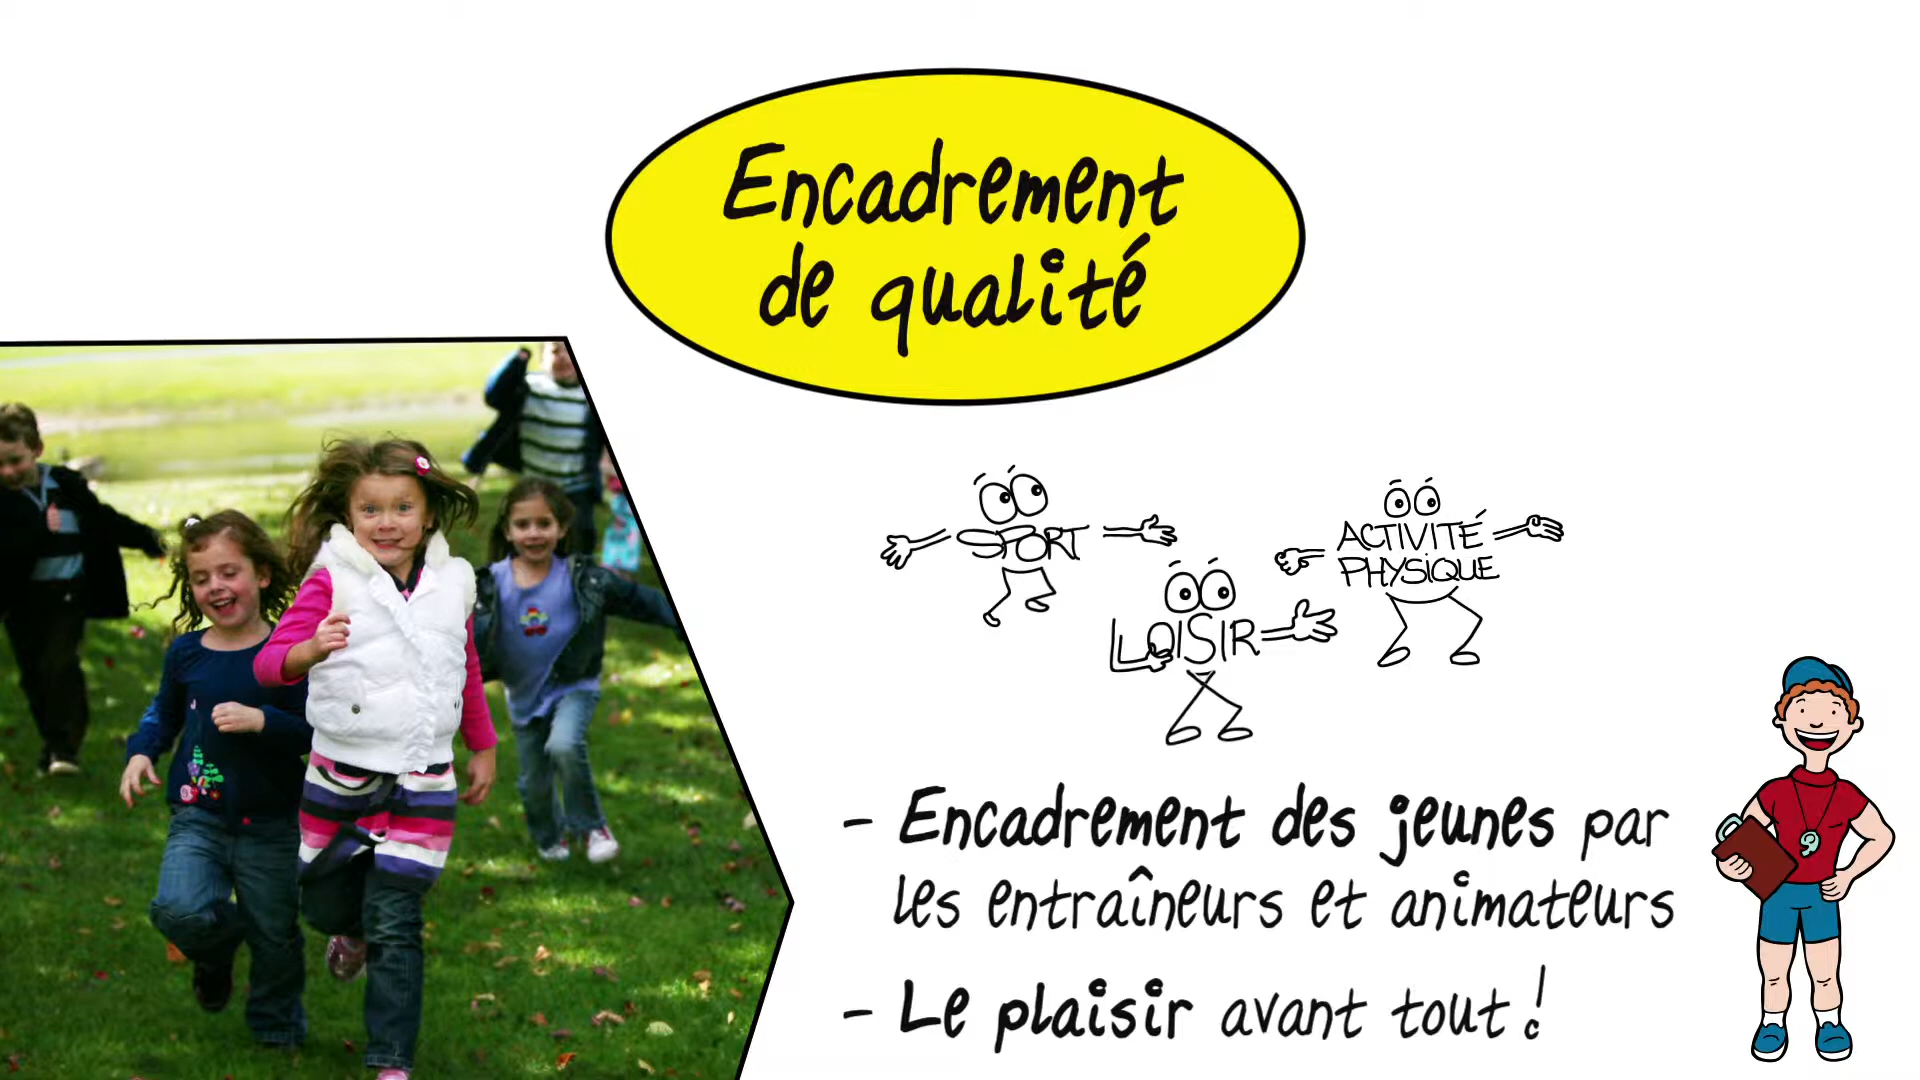 Encadrement
de qualité
SPORT
ACTIVITÉ
PHYSIQUE
LOISIR
- Encadrement des jeunes par
les entraîneurs et animateurs
- Le plaisir avant tout !